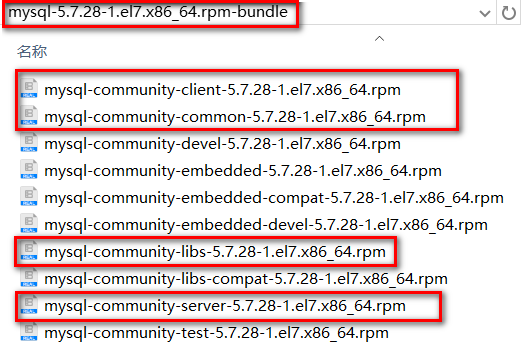 mysql-5.7.28-1.el7.x86_64.rpm-bundle
名称
mysql-community-client-5.7.28-1.el7.x86_64.rpm
mysql-community-common-5.7.28-1.el7.x86_64.rpm
mysql-community-devel-5.7.28-1.el7.x86_64.rpm
mysql-community-embedded-5.7.28-1.el7.x86_64.rpm
mysql-community-embedded-compat-5.7.28-1.el7.x86_64.rpm
mysql-community-embedded-devel-5.7.28-1.el7.x86_64.rpm
mysql-community-libs-5.7.28-1.el7.x86_64.rpm
mysql-community-libs-compat-5.7.28-1.el7.x86_64.rpm
mysql-community-server-5.7.28-1.el7.x86_64.rpm
mysql-community-test-5.7.28-1.el7.x86_64.rpm